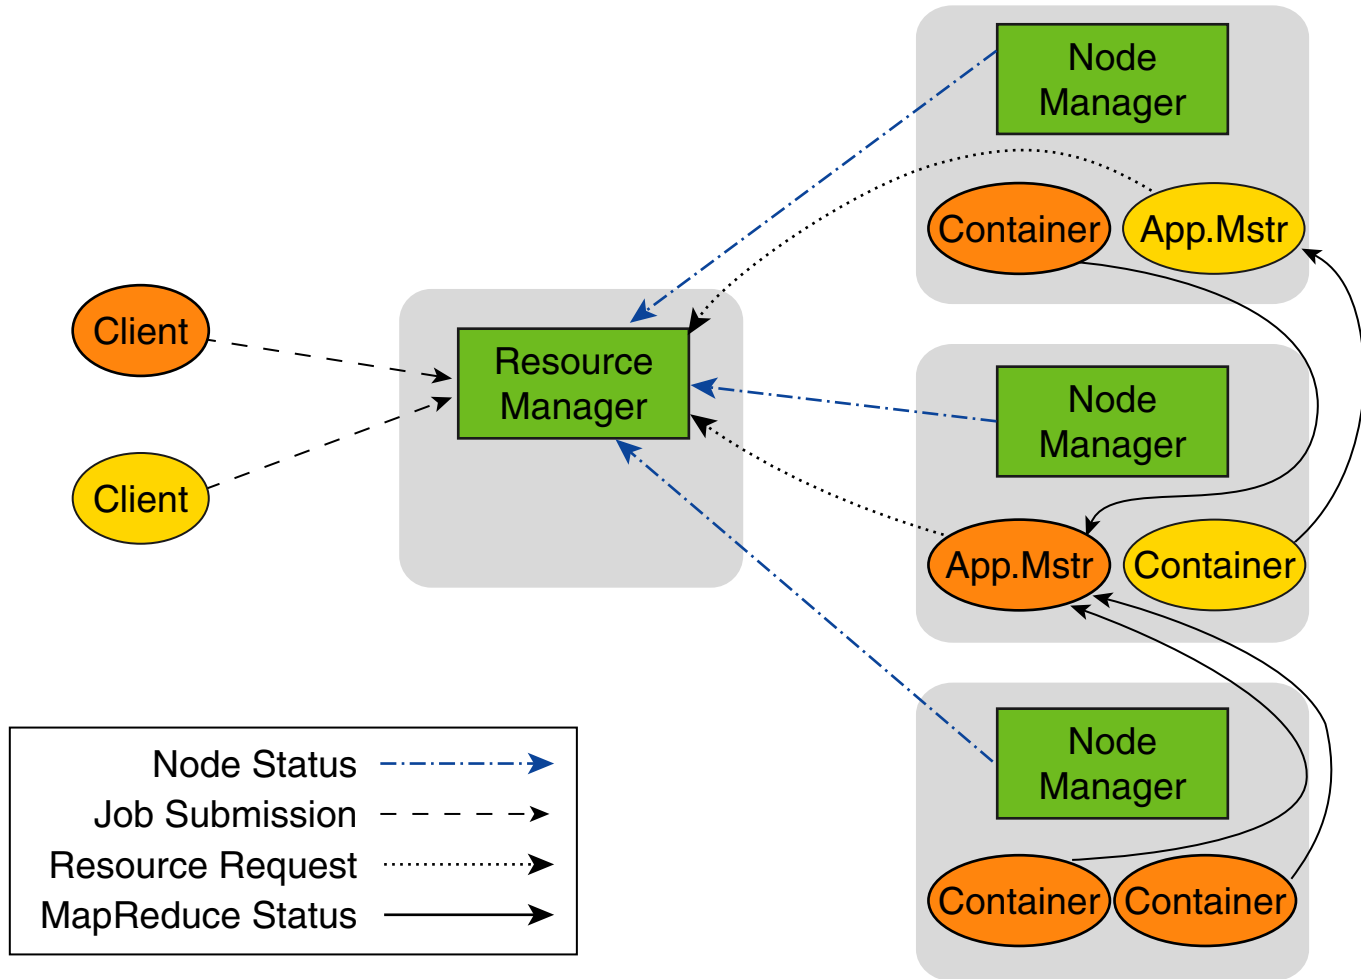 Node
Manager
Container
App.Mstr
Client
Resource
Manager
Node
Manager
Client
App.Mstr
Container
Node Status
Job Submission
Resource Request
MapReduce Status
Node
Manager
Container
Container